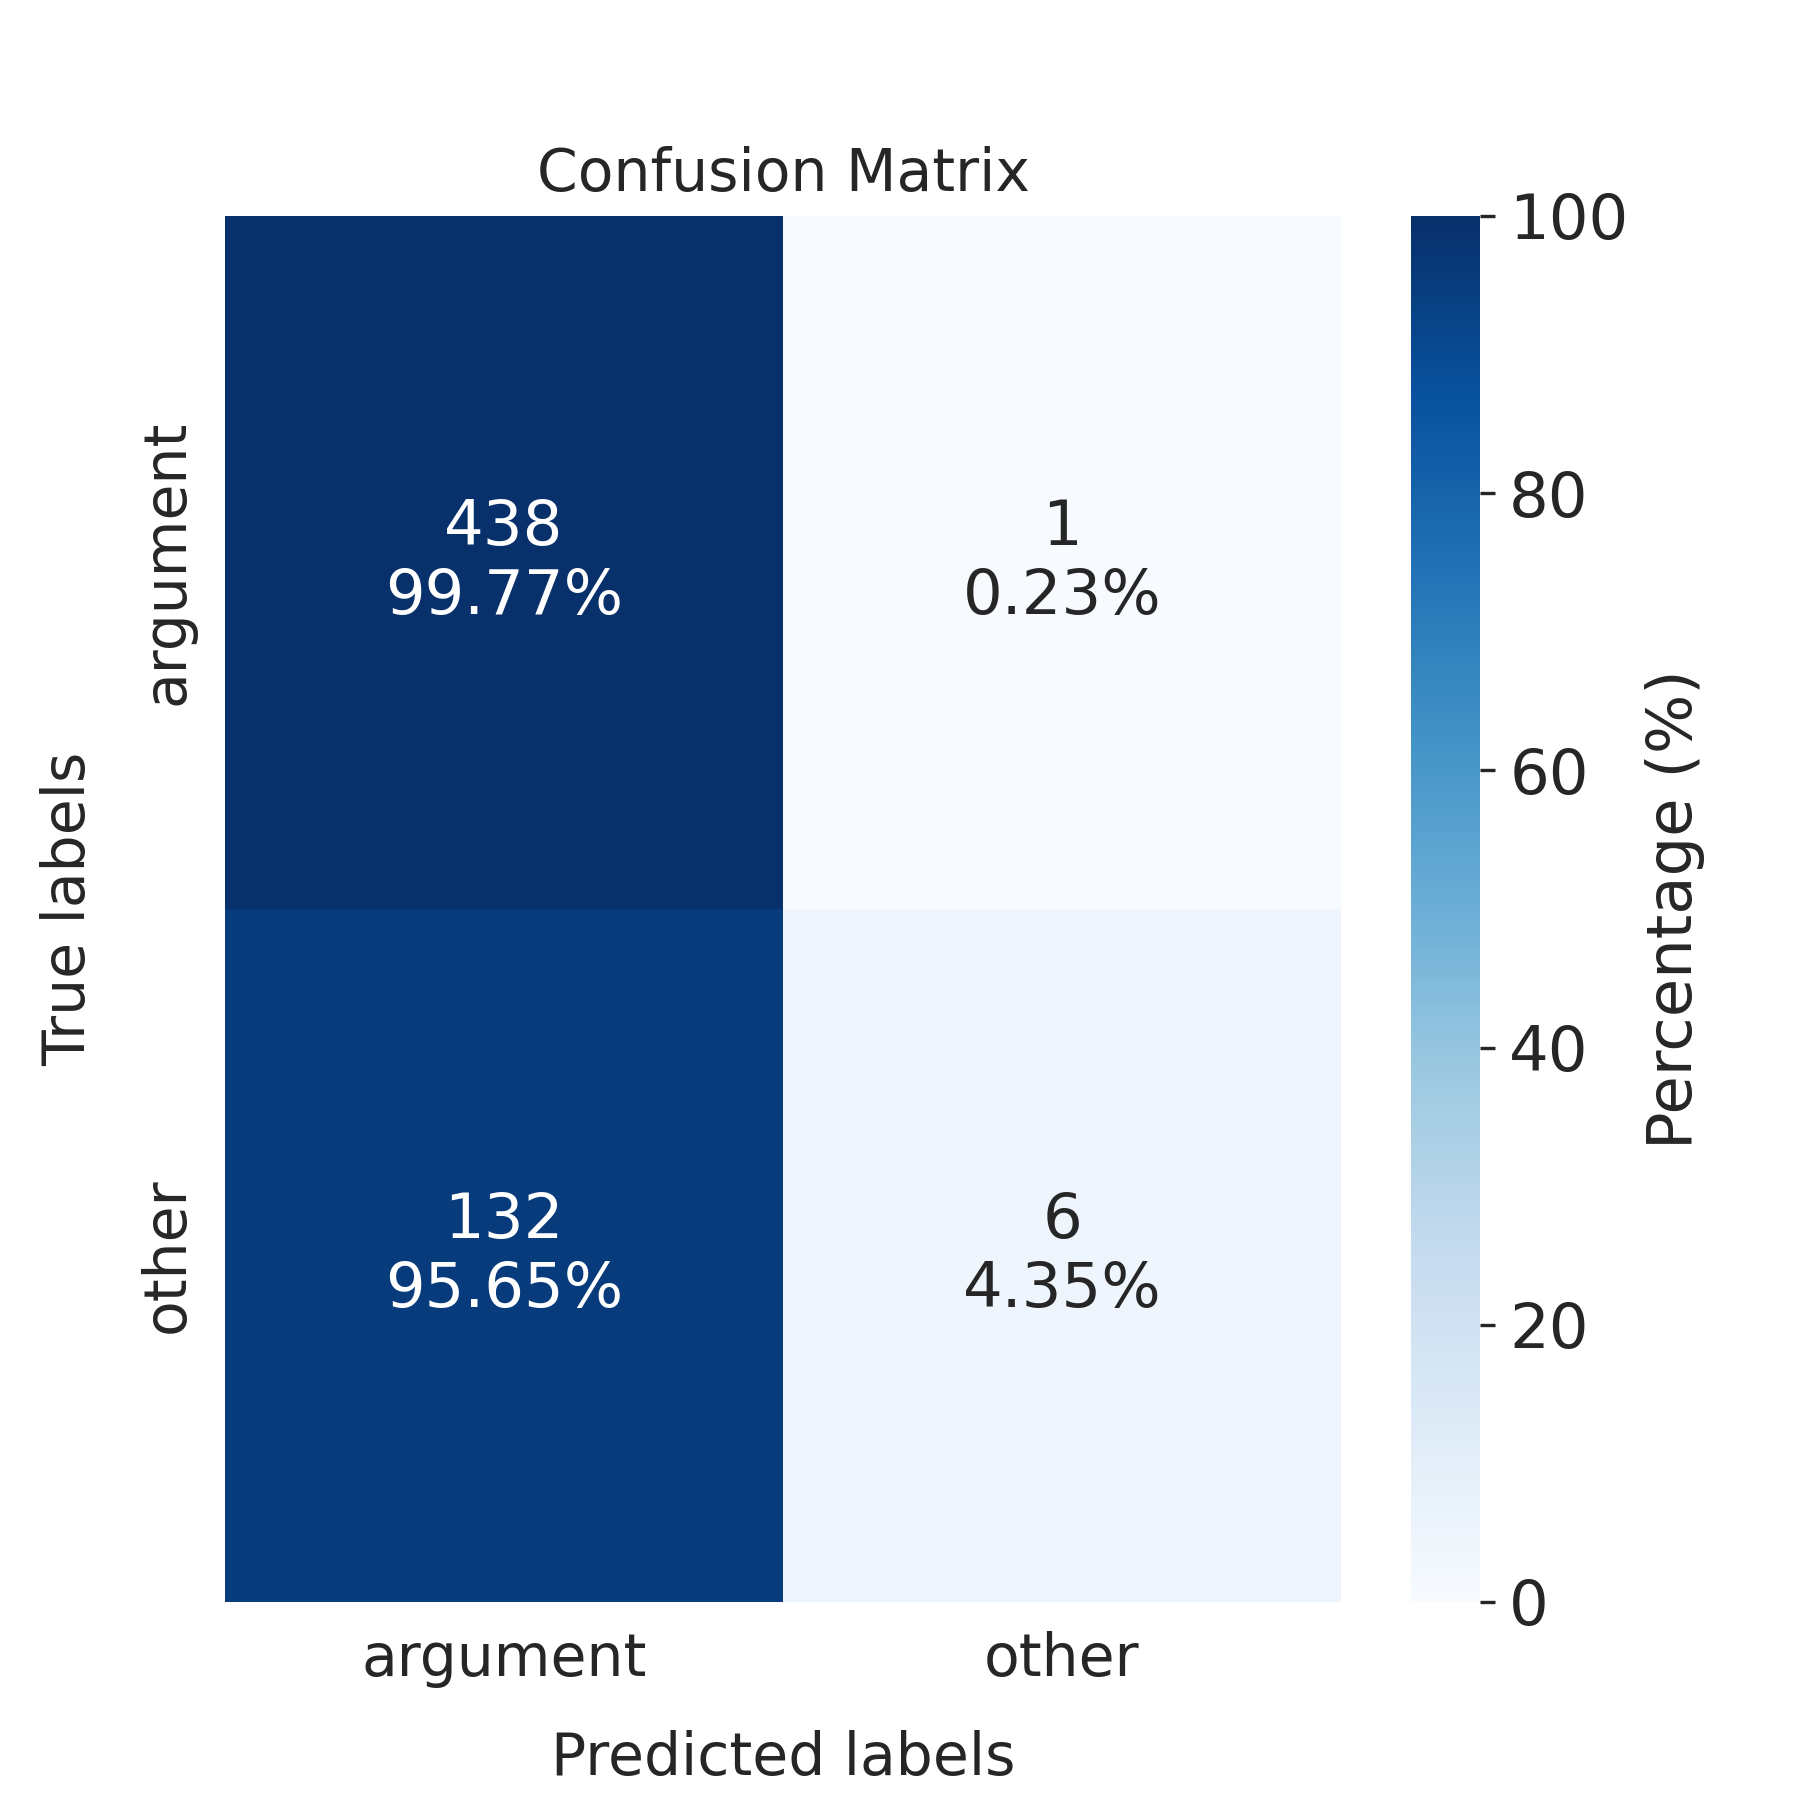 Confusion Matrix
True labels
argument
438
99.77%
1
0.23%
other
132
95.65%
6
4.35%
argument
other
Predicted labels
100
80
60
40
20
0
Percentage (%)